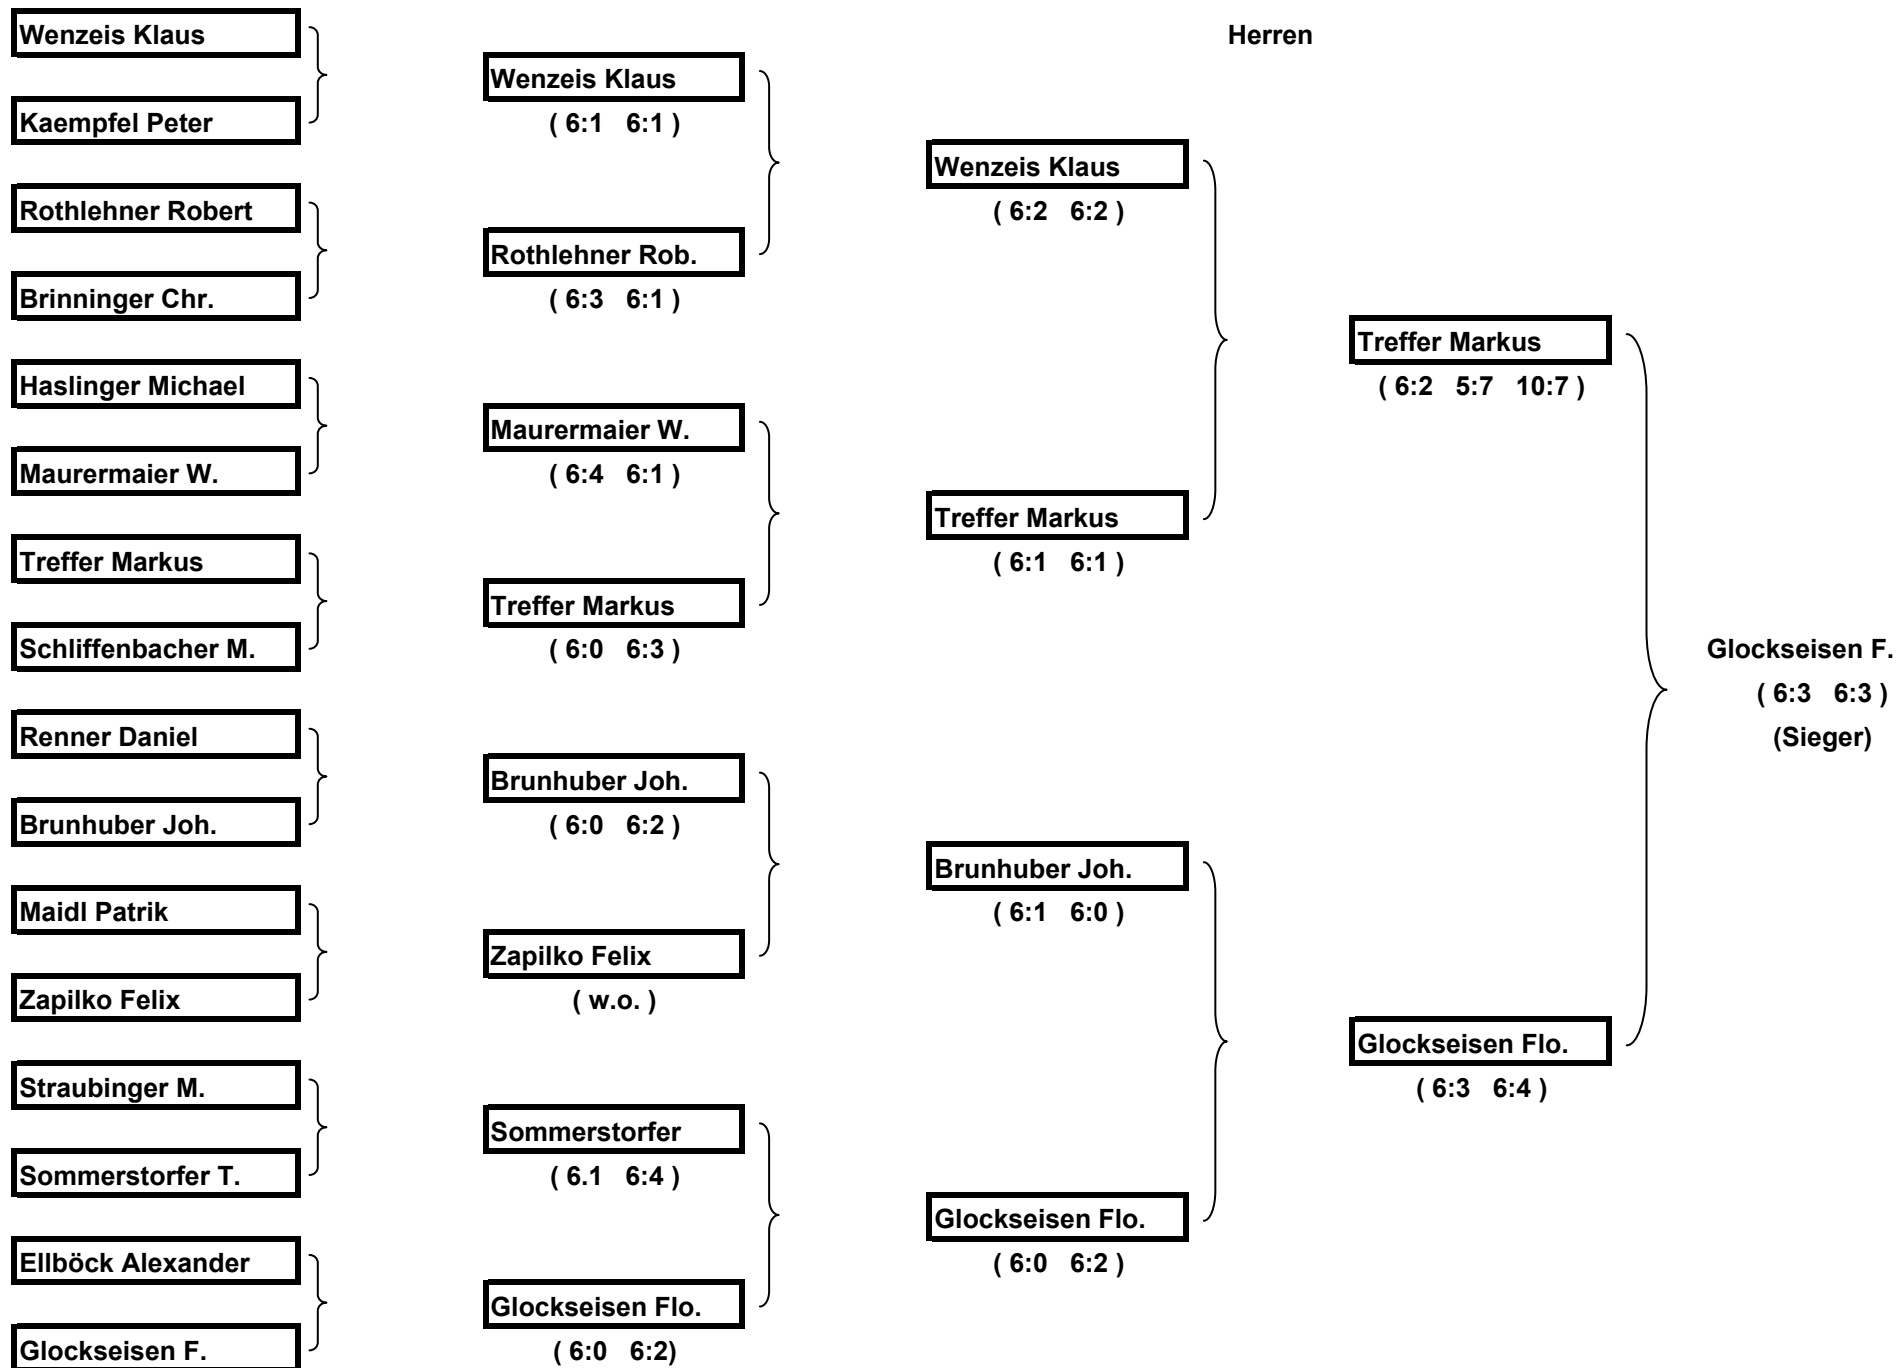 Herren
Wenzeis Klaus
Kaempfel Peter
Rothlehner Robert
Brinninger Chr.
Haslinger Michael
Maurermaier W.
Treffer Markus
Schliffenbacher M.
Renner Daniel
Brunhuber Joh.
Maidl Patrik
Zapilko Felix
Straubinger M.
Sommerstorfer T.
Ellböck Alexander
Glockseisen F.
Wenzeis Klaus
( 6:1 6:1 )
Rothlehner Rob.
( 6:3 6:1 )
Maurermaier W.
( 6:4 6:1 )
Treffer Markus
( 6:0 6:3 )
Brunhuber Joh.
( 6:0 6:2 )
Zapilko Felix
( w.o. )
Sommerstorfer
( 6.1 6:4 )
Glockseisen Flo.
( 6:0 6:2)
Wenzeis Klaus
( 6:2 6:2 )
Treffer Markus
( 6:1 6:1 )
Brunhuber Joh.
( 6:1 6:0 )
Glockseisen Flo.
( 6:0 6:2 )
Treffer Markus
( 6:2 5:7 10:7 )
Glockseisen Flo.
( 6:3 6:4 )
Glockseisen F.
( 6:3 6:3 )
(Sieger)